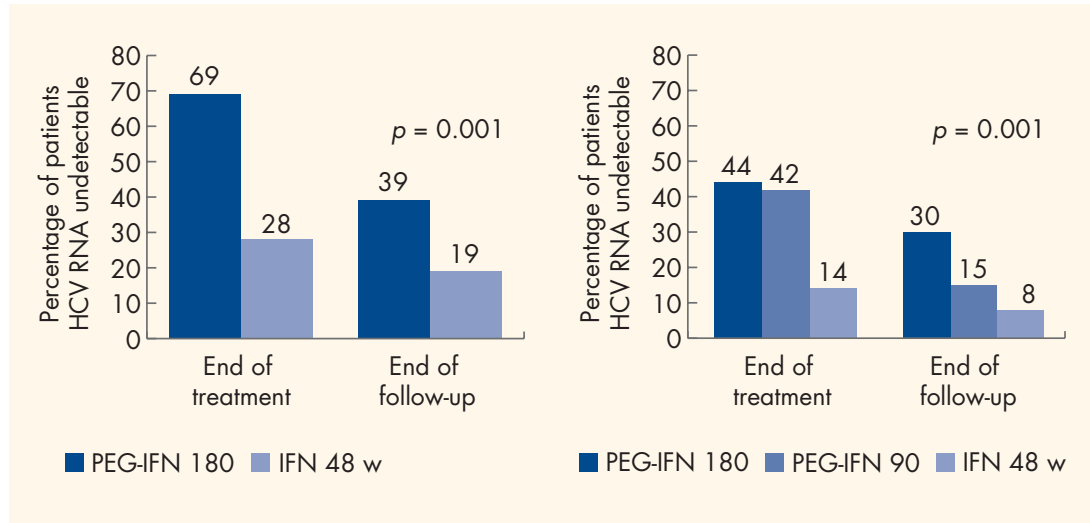 Percentage of patients
HCV RNA undetectable
80
70
60
50
40
30
20
10
0
69
28
39
19
p = 0.001
End of
treatment
End of
follow-up
PEG-IFN 180 IFN 48 w
Percentage of patients
HCV RNA undetectable
80
70
60
50
40
30
20
10
0
44
42
14
30
15
8
p = 0.001
End of
treatment
End of
follow-up
PEG-IFN 180 PEG-IFN 90 IFN 48 w